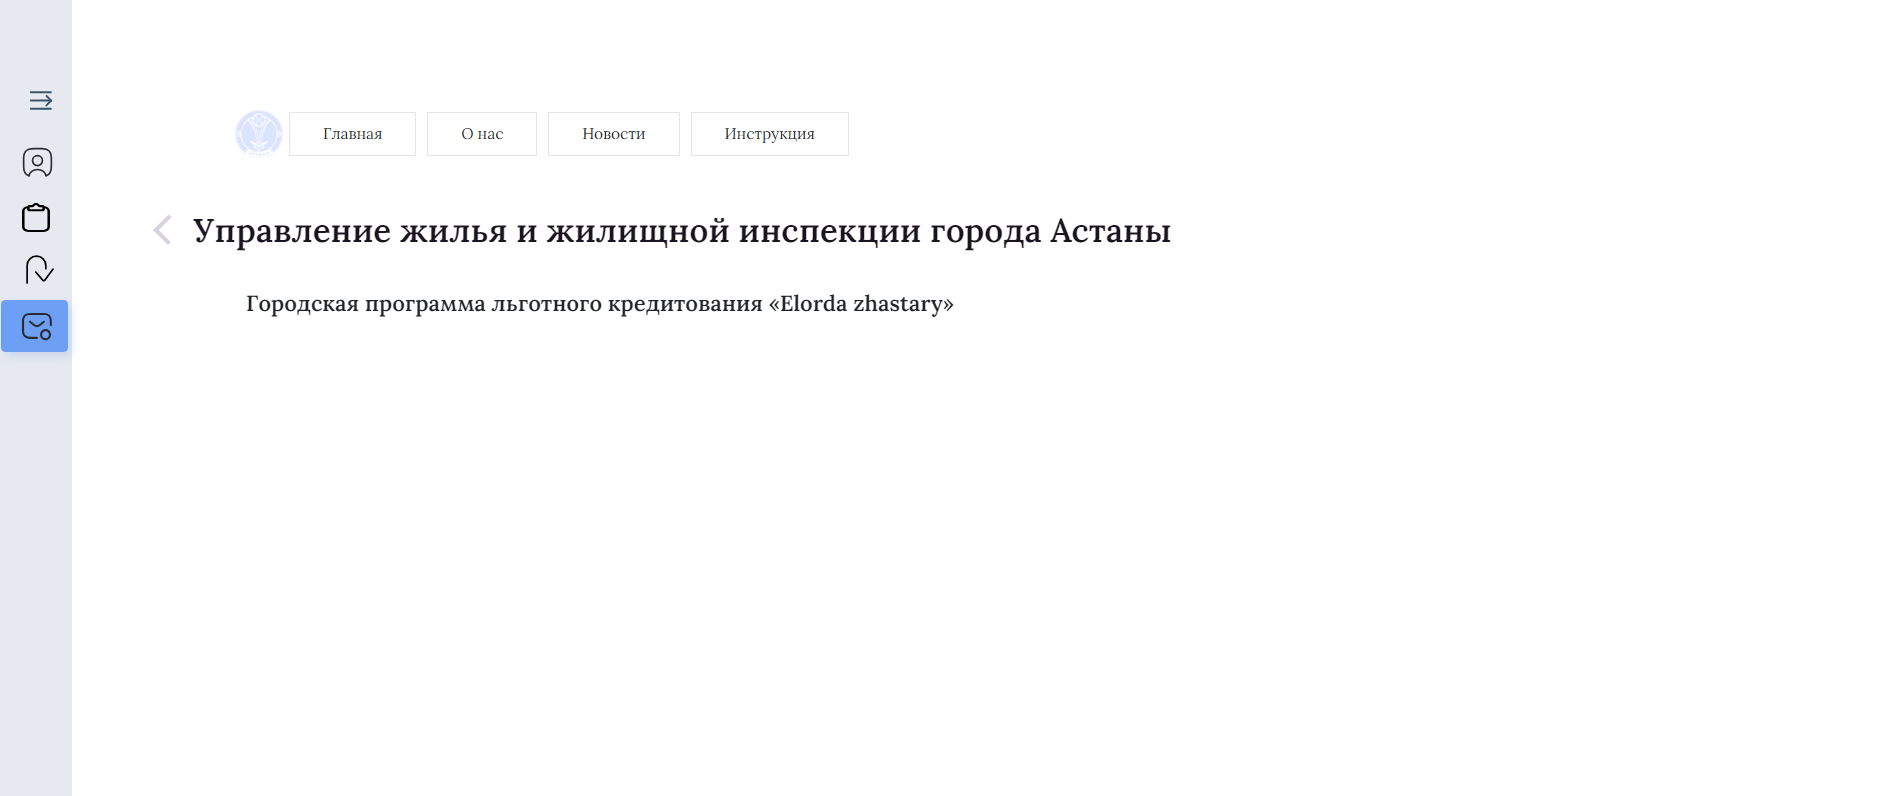 Главная
О нас
Новости
Инструкция
Управление жилья и жилищной инспекции города Астаны
Городская программа льготного кредитования «Elorda zhastary»